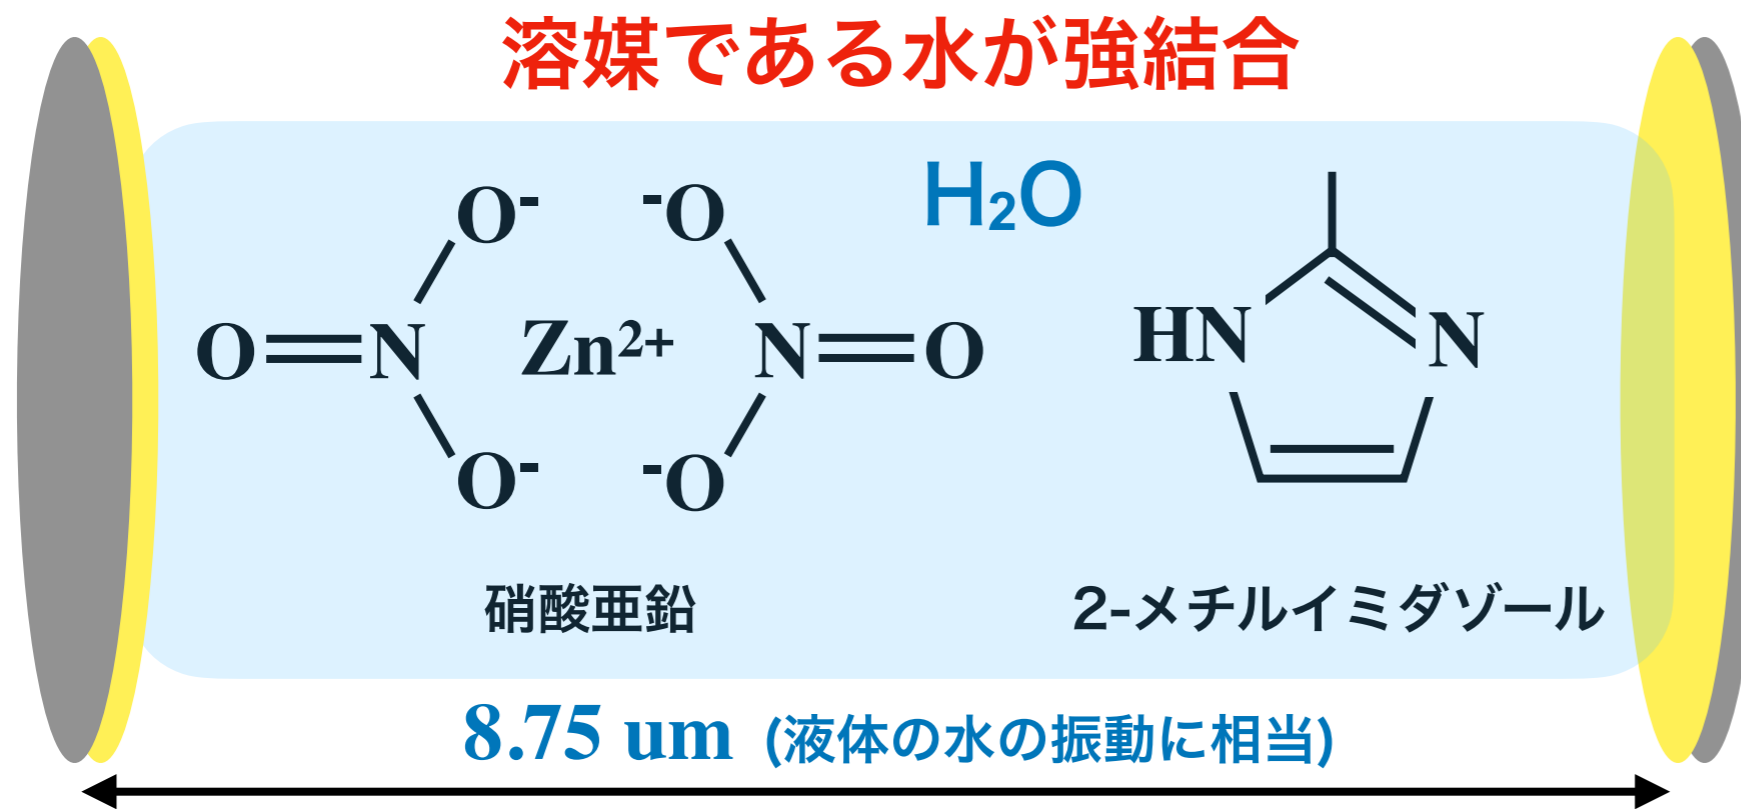 溶媒である水が強結合
H₂O
O⁻ ⁻O
O=N Zn²⁺ N=O
O⁻ ⁻O
HN N
硝酸亜鉛 2-メチルイミダゾール
8.75 um (液体の水の振動に相当)